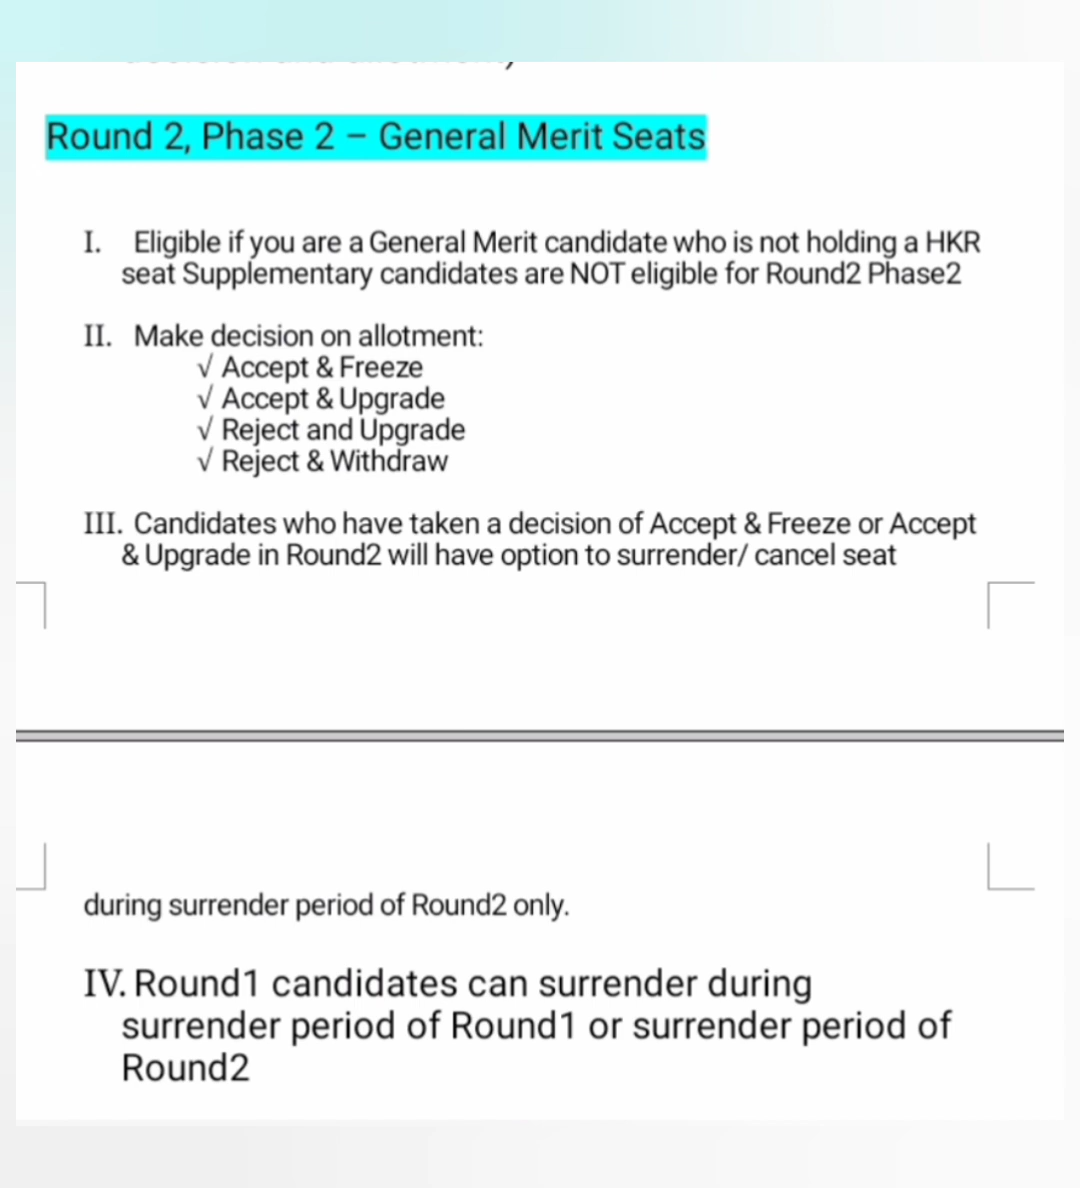 Round 2, Phase 2 – General Merit Seats
I. Eligible if you are a General Merit candidate who is not holding a HKR
seat Supplementary candidates are NOT eligible for Round2 Phase2
II. Make decision on allotment:
√ Accept & Freeze
√ Accept & Upgrade
√ Reject and Upgrade
√ Reject & Withdraw
III. Candidates who have taken a decision of Accept & Freeze or Accept
& Upgrade in Round2 will have option to surrender/ cancel seat
during surrender period of Round2 only.
IV. Round1 candidates can surrender during
surrender period of Round1 or surrender period of
Round2